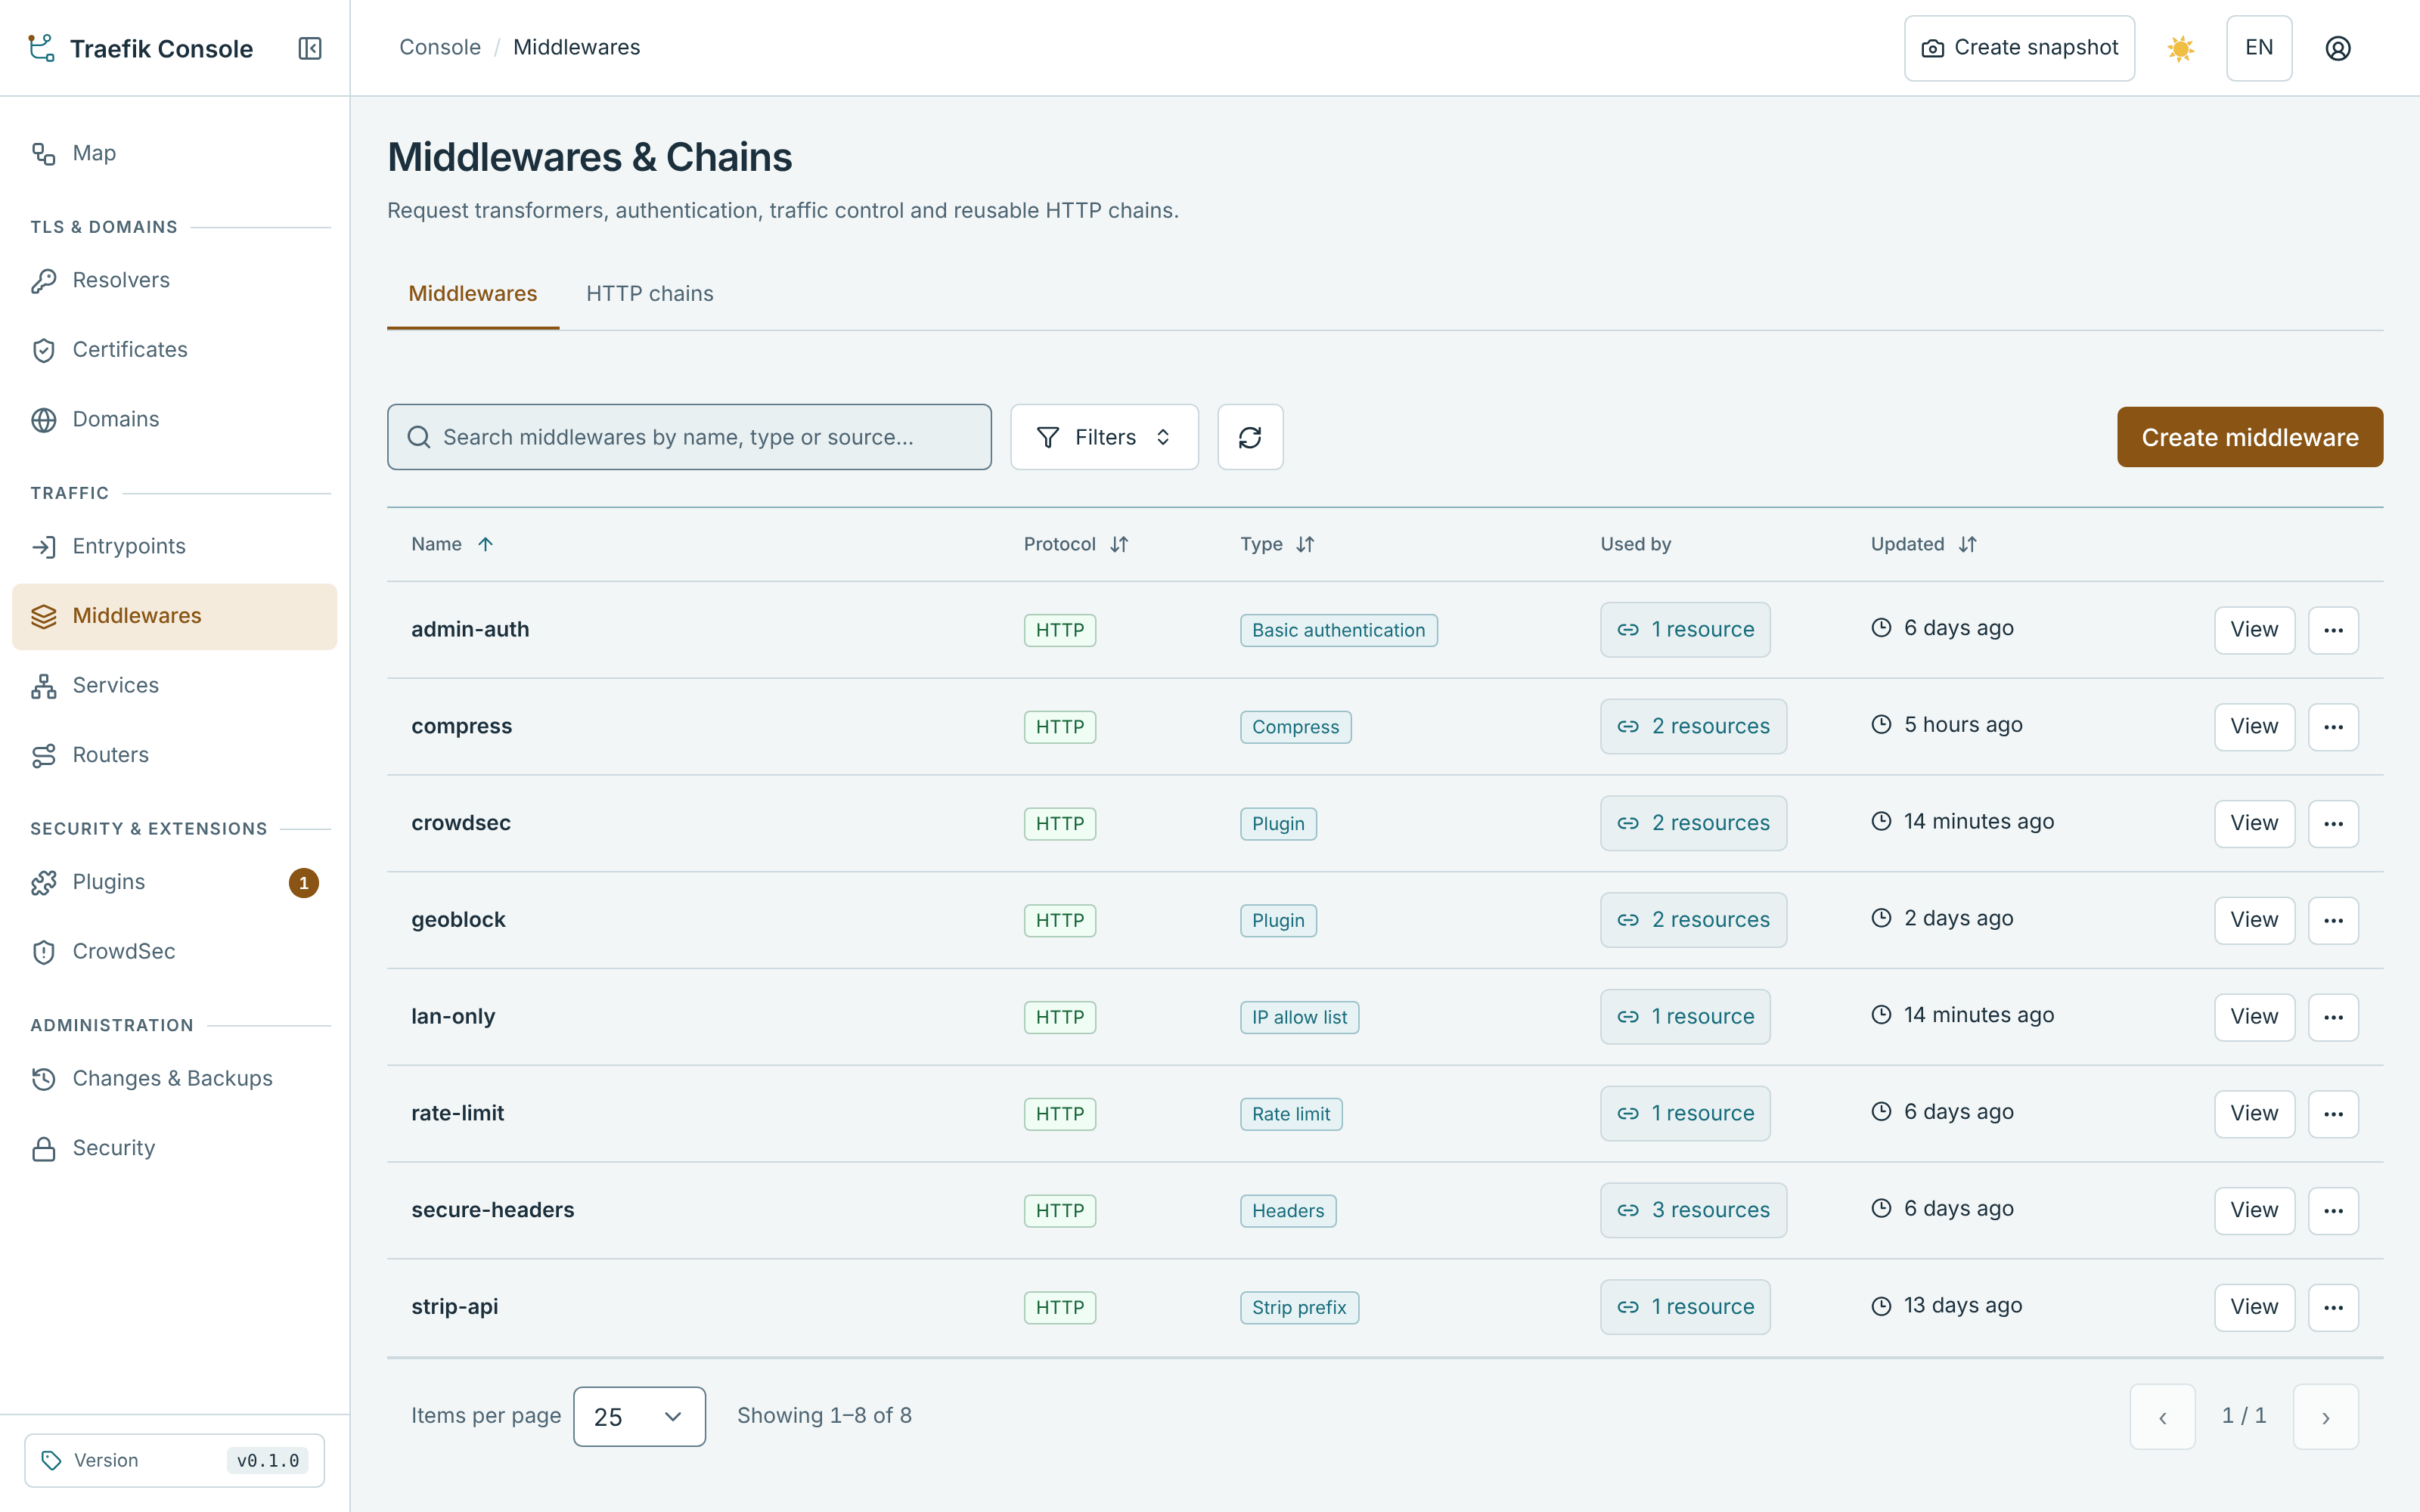 Traefik Console
Console / Middlewares
Create snapshot
EN
Map
TLS & DOMAINS
Resolvers
Certificates
Domains
TRAFFIC
Entrypoints
Middlewares
Services
Routers
SECURITY & EXTENSIONS
Plugins 1
CrowdSec
ADMINISTRATION
Changes & Backups
Security
Version v0.1.0
Middlewares & Chains
Request transformers, authentication, traffic control and reusable HTTP chains.
Middlewares HTTP chains
Search middlewares by name, type or source...
Filters
Create middleware
Name Protocol Type Used by Updated
admin-auth HTTP Basic authentication 1 resource 6 days ago View ...
compress HTTP Compress 2 resources 5 hours ago View ...
crowdsec HTTP Plugin 2 resources 14 minutes ago View ...
geoblock HTTP Plugin 2 resources 2 days ago View ...
lan-only HTTP IP allow list 1 resource 14 minutes ago View ...
rate-limit HTTP Rate limit 1 resource 6 days ago View ...
secure-headers HTTP Headers 3 resources 6 days ago View ...
strip-api HTTP Strip prefix 1 resource 13 days ago View ...
Items per page 25 Showing 1–8 of 8 ‹ 1 / 1 ›